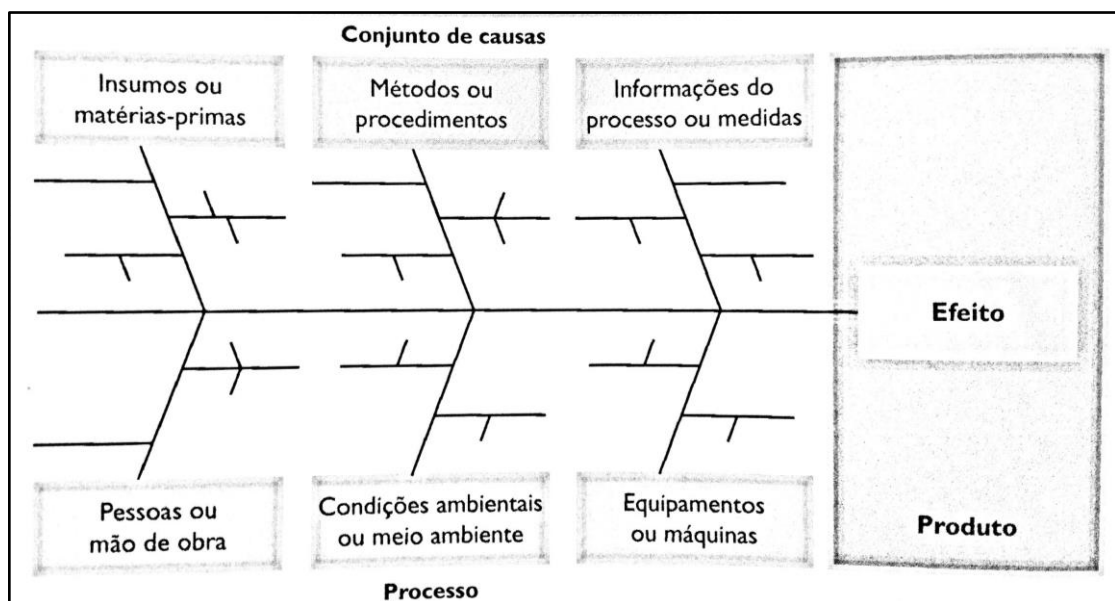 Conjunto de causas
Insumos ou
matérias-primas
Métodos ou
procedimentos
Informações do
processo ou medidas
Efeito
Pessoas ou
mão de obra
Condições ambientais
ou meio ambiente
Equipamentos
ou máquinas
Produto
Processo